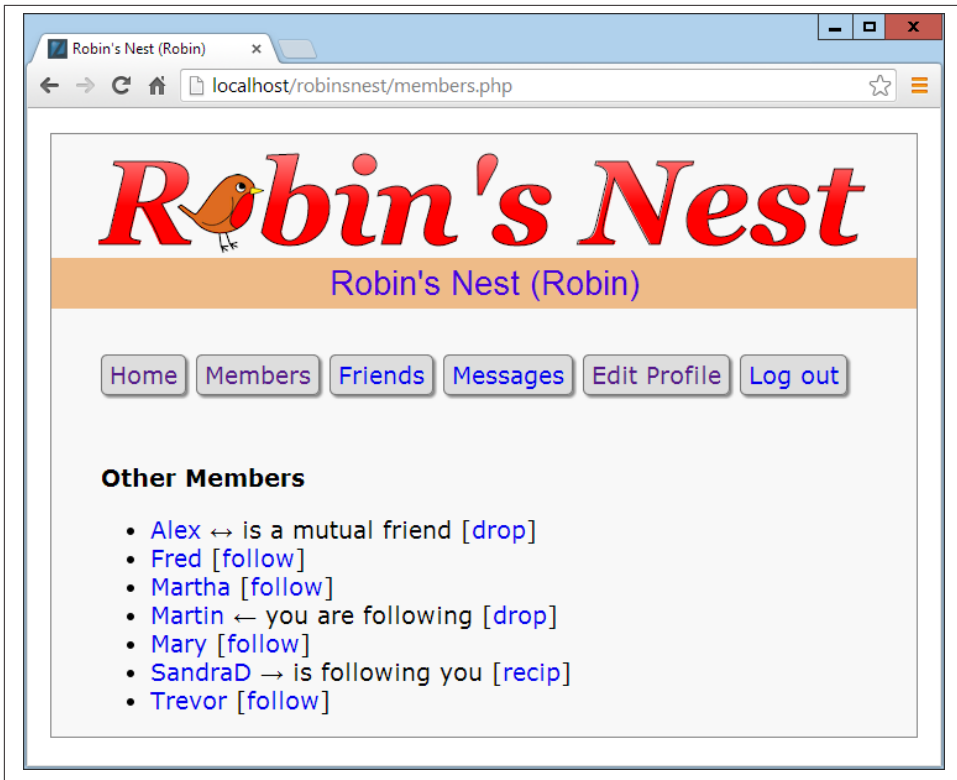 Robin's Nest (Robin)
localhost/robinsnest/members.php
Robin's Nest
Robin's Nest (Robin)
Home Members Friends Messages Edit Profile Log out
Other Members
• Alex ↔ is a mutual friend [drop]
• Fred [follow]
• Martha [follow]
• Martin ← you are following [drop]
• Mary [follow]
• SandraD → is following you [recip]
• Trevor [follow]